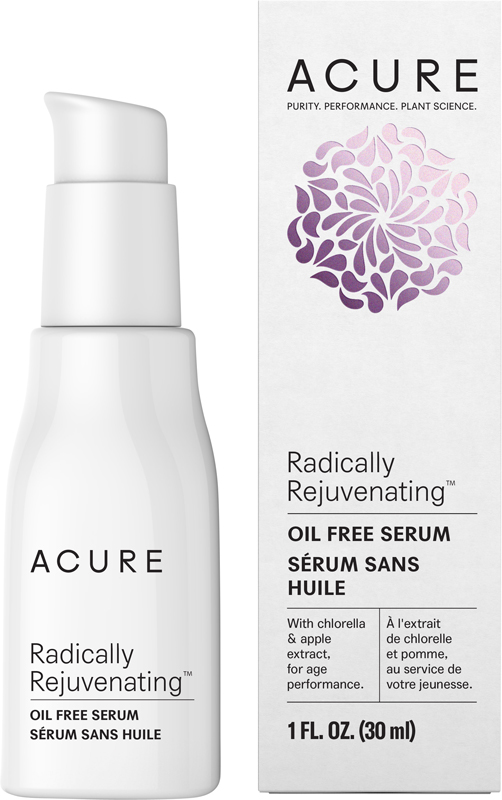 ACURE
Radically
Rejuvenating™
OIL FREE SERUM
SÉRUM SANS HUILE
ACURE
PURITY. PERFORMANCE. PLANT SCIENCE.
Radically
Rejuvenating™
OIL FREE SERUM
SÉRUM SANS
HUILE
With chlorella
& apple
extract,
for age
performance.
À l'extrait
de chlorelle
et pomme,
au service de
votre jeunesse.
1 FL. OZ. (30 ml)